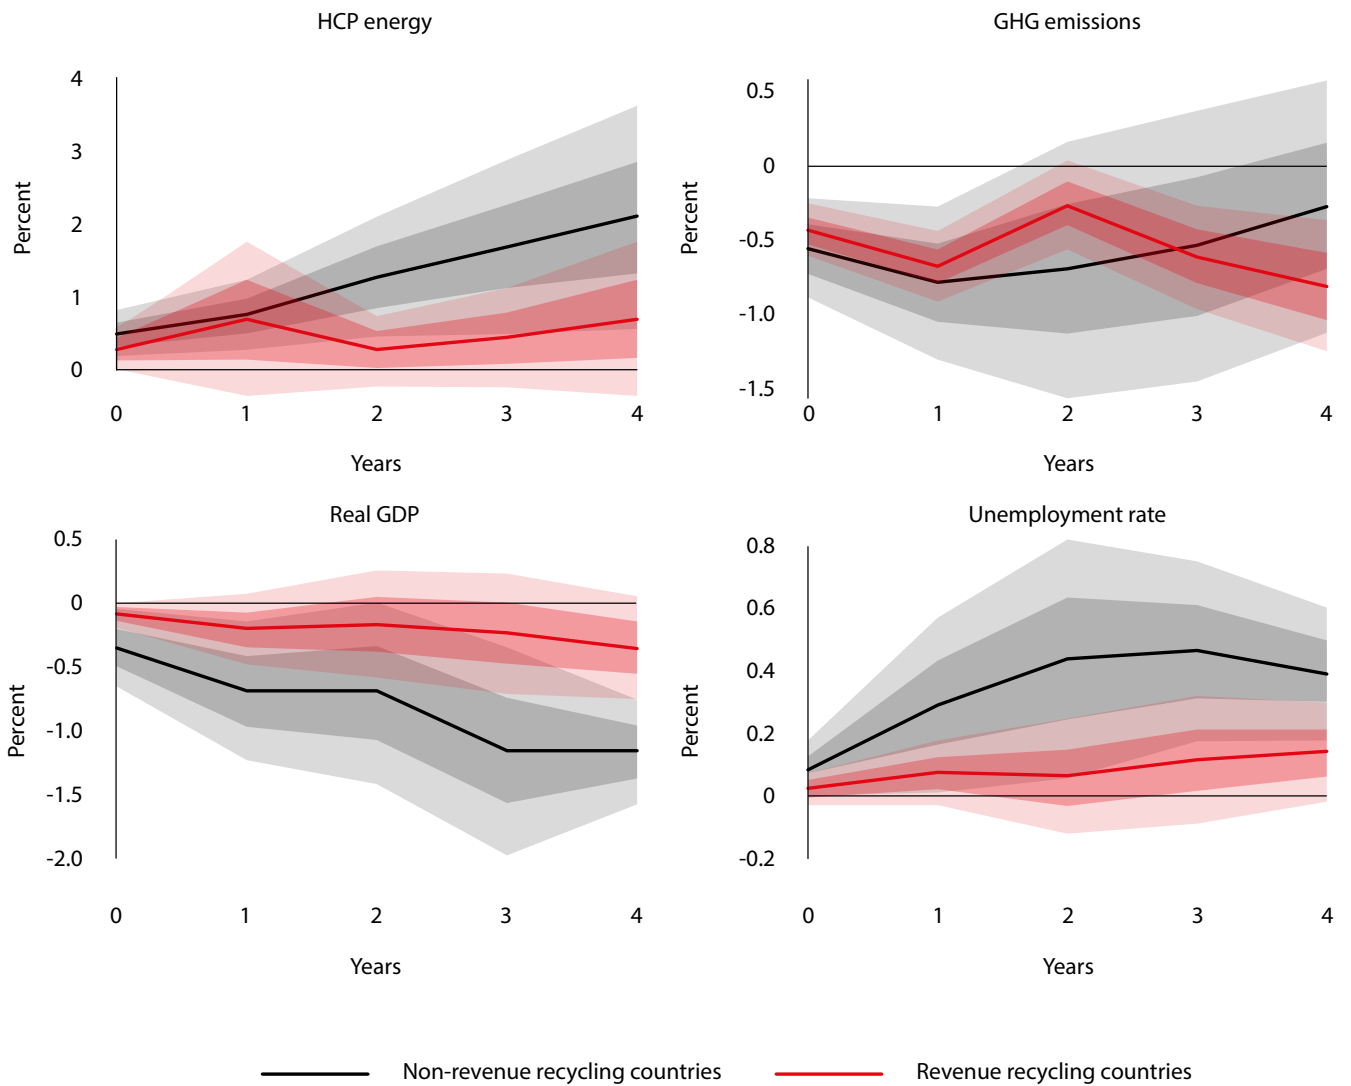 HCP energy
Percent
4
3
2
1
0
0 1 2 3 4
Years
GHG emissions
Percent
0.5
0
-0.5
-1.0
-1.5
0 1 2 3 4
Years
Real GDP
Percent
0.5
0
-0.5
-1.0
-1.5
-2.0
0 1 2 3 4
Years
Unemployment rate
Percent
0.8
0.6
0.4
0.2
0
-0.2
0 1 2 3 4
Years
Non-revenue recycling countries
Revenue recycling countries